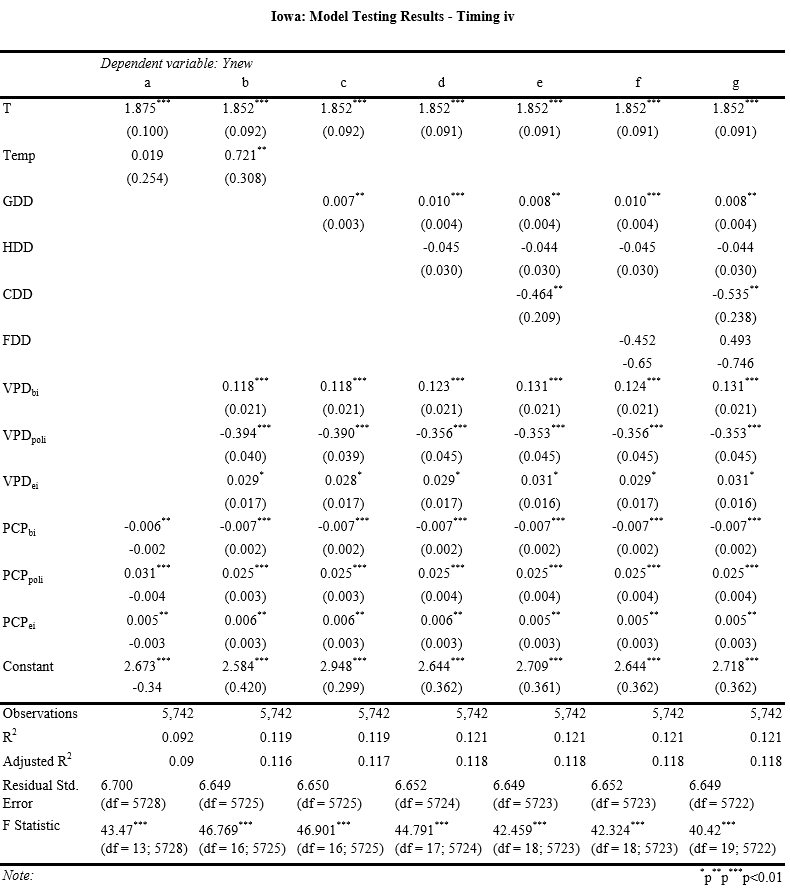 Iowa: Model Testing Results - Timing iv
Dependent variable: Ynew
a b c d e f g
T 1.875*** 1.852*** 1.852*** 1.852*** 1.852*** 1.852*** 1.852***
(0.100) (0.092) (0.092) (0.091) (0.091) (0.091) (0.091)
Temp 0.019 0.721**
(0.254) (0.308)
GDD 0.007** 0.010*** 0.008** 0.010*** 0.008**
(0.003) (0.004) (0.004) (0.004) (0.004)
HDD -0.045 -0.044 -0.045 -0.044
(0.030) (0.030) (0.030) (0.030)
CDD -0.464** -0.535**
(0.209) (0.238)
FDD -0.452 0.493
-0.65 -0.746
VPDbi 0.118*** 0.118*** 0.123*** 0.131*** 0.124*** 0.131***
(0.021) (0.021) (0.021) (0.021) (0.021) (0.021)
VPDpoli -0.394*** -0.390*** -0.356*** -0.353*** -0.356*** -0.353***
(0.040) (0.039) (0.045) (0.045) (0.045) (0.045)
VPDei 0.029* 0.028* 0.029* 0.031* 0.029* 0.031*
(0.017) (0.017) (0.017) (0.016) (0.017) (0.016)
PCPbi -0.006** -0.007*** -0.007*** -0.007*** -0.007*** -0.007*** -0.007***
-0.002 (0.002) (0.002) (0.002) (0.002) (0.002) (0.002)
PCPpoli 0.031*** 0.025*** 0.025*** 0.025*** 0.025*** 0.025*** 0.025***
-0.004 (0.003) (0.003) (0.004) (0.004) (0.004) (0.004)
PCPei 0.005** 0.006** 0.006** 0.006** 0.005** 0.005** 0.005**
-0.003 (0.003) (0.003) (0.003) (0.003) (0.003) (0.003)
Constant 2.673*** 2.584*** 2.948*** 2.644*** 2.709*** 2.644*** 2.718***
-0.34 (0.420) (0.299) (0.362) (0.361) (0.362) (0.362)
Observations 5,742 5,742 5,742 5,742 5,742 5,742 5,742
R2 0.092 0.119 0.119 0.121 0.121 0.121 0.121
Adjusted R2 0.09 0.116 0.117 0.118 0.118 0.118 0.118
Residual Std. 6.700 6.649 6.650 6.652 6.649 6.652 6.649
Error (df = 5728) (df = 5725) (df = 5725) (df = 5724) (df = 5723) (df = 5723) (df = 5722)
F Statistic 43.47*** 46.769*** 46.901*** 44.791*** 42.459*** 42.324*** 40.42***
(df = 13; 5728) (df = 16; 5725) (df = 16; 5725) (df = 17; 5724) (df = 18; 5723) (df = 18; 5723) (df = 19; 5722)
Note: *p**p***p<0.01